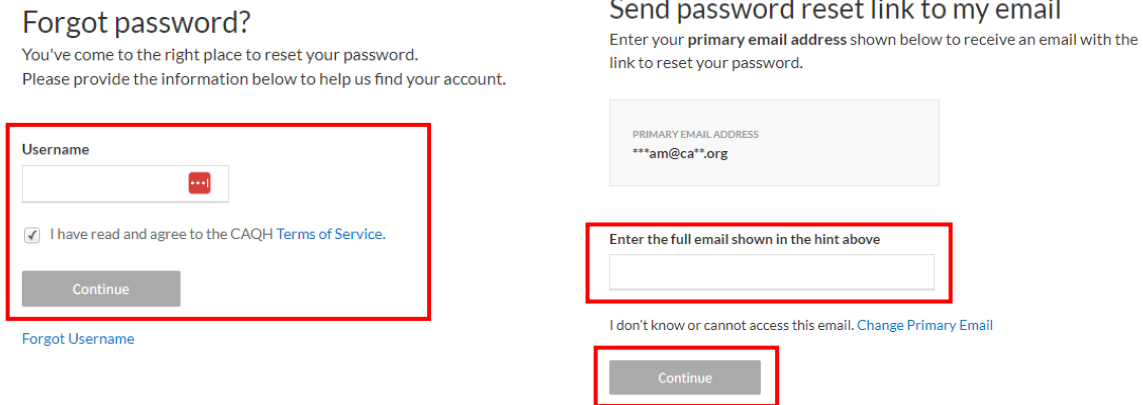 Forgot password?
You've come to the right place to reset your password.
Please provide the information below to help us find your account.
Username
I have read and agree to the CAQH Terms of Service.
Continue
Forgot Username
Send password reset link to my email
Enter your primary email address shown below to receive an email with the
link to reset your password.
PRIMARY EMAIL ADDRESS
***am@ca**.org
Enter the full email shown in the hint above
I don't know or cannot access this email. Change Primary Email
Continue